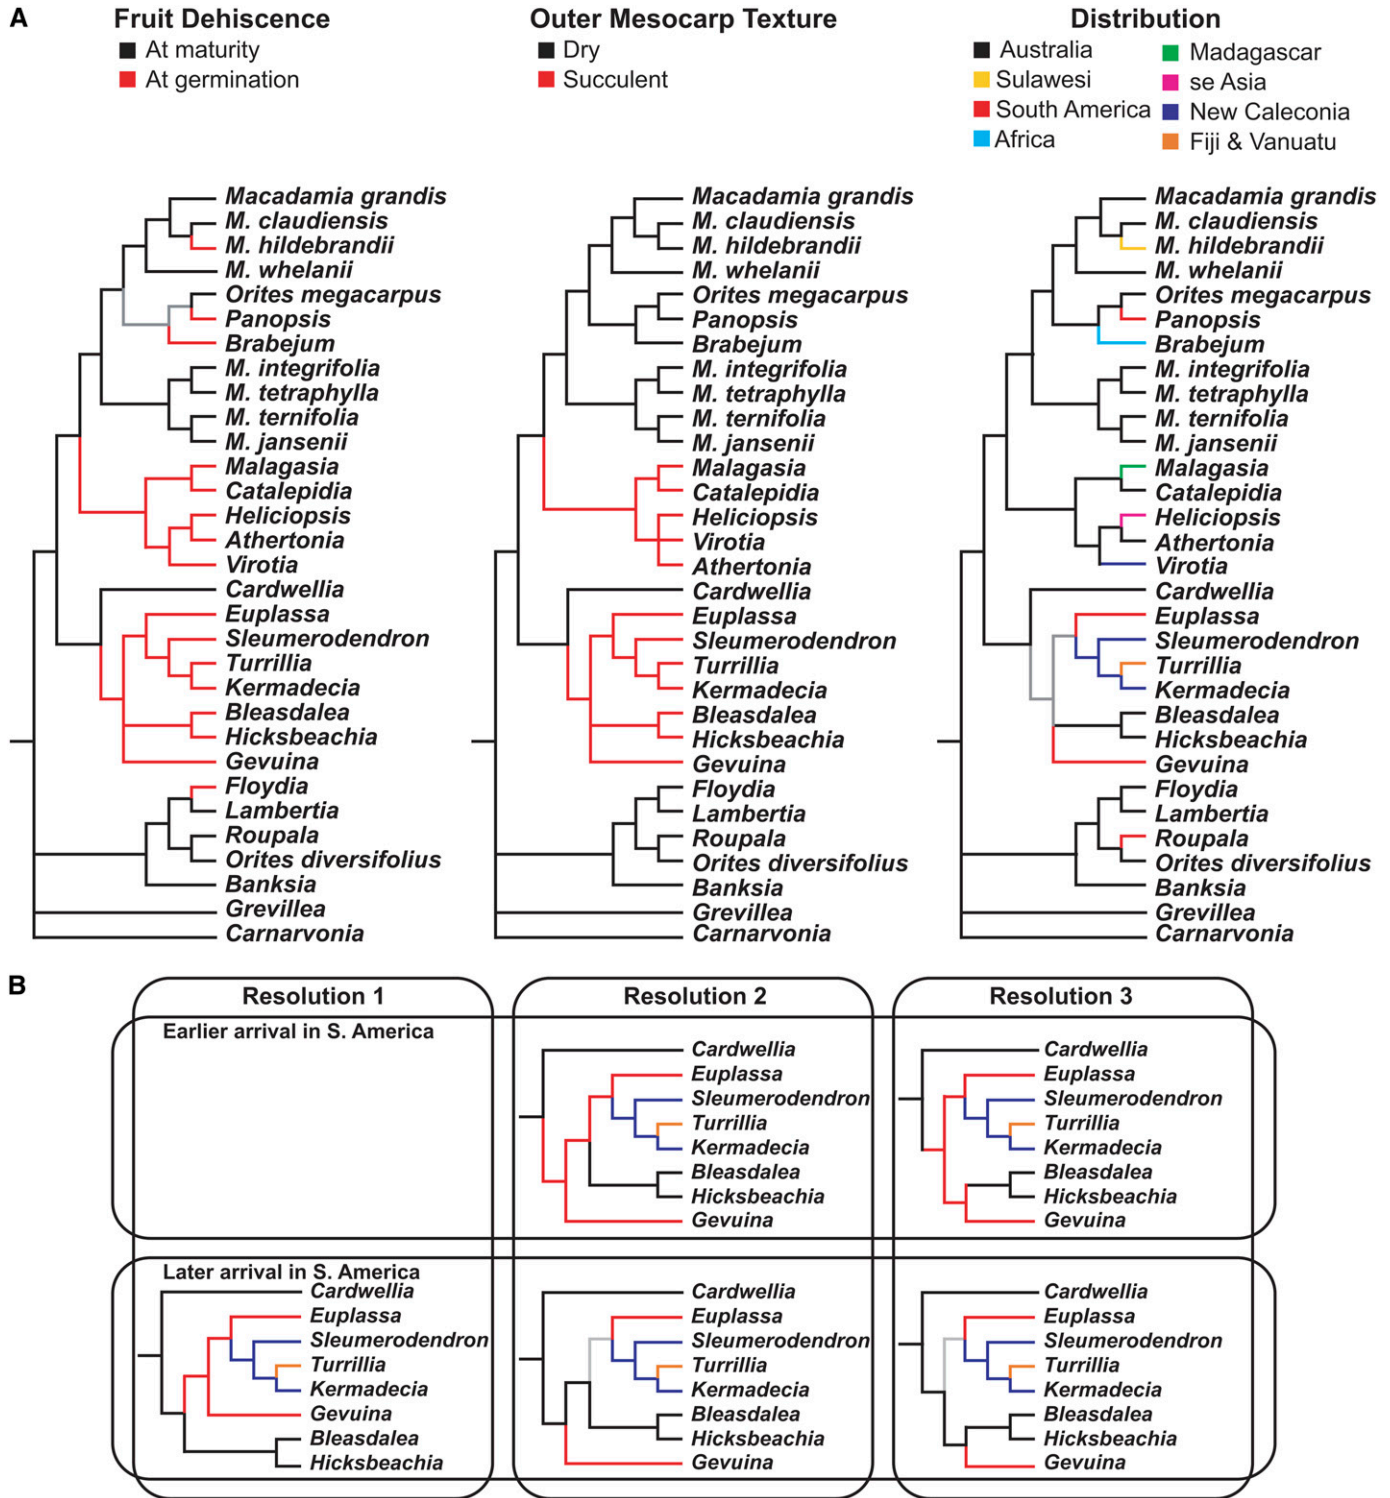 A
Fruit Dehiscence
At maturity
At germination
Outer Mesocarp Texture
Dry
Succulent
Distribution
Australia
Sulawesi
South America
Africa
Madagascar
se Asia
New Caleconia
Fiji & Vanuatu
Macadamia grandis
M. claudiensis
M. hildebrandii
M. whelanii
Orites megacarpus
Panopsis
Brabejum
M. integrifolia
M. tetraphylla
M. ternifolia
M. jansenii
Malagasia
Catalepidia
Heliciopsis
Athertonia
Virotia
Cardwellia
Euplassa
Sleumerodendron
Turrillia
Kermadecia
Bleasdalea
Hicksbeachia
Gevuina
Floydia
Lambertia
Roupala
Orites diversifolius
Banksia
Grevillea
Carnarvonia
Macadamia grandis
M. claudiensis
M. hildebrandii
M. whelanii
Orites megacarpus
Panopsis
Brabejum
M. integrifolia
M. tetraphylla
M. ternifolia
M. jansenii
Malagasia
Catalepidia
Heliciopsis
Virotia
Athertonia
Cardwellia
Euplassa
Sleumerodendron
Turrillia
Kermadecia
Bleasdalea
Hicksbeachia
Gevuina
Floydia
Lambertia
Roupala
Orites diversifolius
Banksia
Grevillea
Carnarvonia
Macadamia grandis
M. claudiensis
M. hildebrandii
M. whelanii
Orites megacarpus
Panopsis
Brabejum
M. integrifolia
M. tetraphylla
M. ternifolia
M. jansenii
Malagasia
Catalepidia
Heliciopsis
Athertonia
Virotia
Cardwellia
Euplassa
Sleumerodendron
Turrillia
Kermadecia
Bleasdalea
Hicksbeachia
Gevuina
Floydia
Lambertia
Roupala
Orites diversifolius
Banksia
Grevillea
Carnarvonia
B
Resolution 1
Resolution 2
Resolution 3
Earlier arrival in S. America
Cardwellia
Euplassa
Sleumerodendron
Turrillia
Kermadecia
Bleasdalea
Hicksbeachia
Gevuina
Cardwellia
Euplassa
Sleumerodendron
Turrillia
Kermadecia
Bleasdalea
Hicksbeachia
Gevuina
Later arrival in S. America
Cardwellia
Euplassa
Sleumerodendron
Turrillia
Kermadecia
Gevuina
Bleasdalea
Hicksbeachia
Cardwellia
Euplassa
Sleumerodendron
Turrillia
Kermadecia
Bleasdalea
Hicksbeachia
Gevuina
Cardwellia
Euplassa
Sleumerodendron
Turrillia
Kermadecia
Bleasdalea
Hicksbeachia
Gevuina